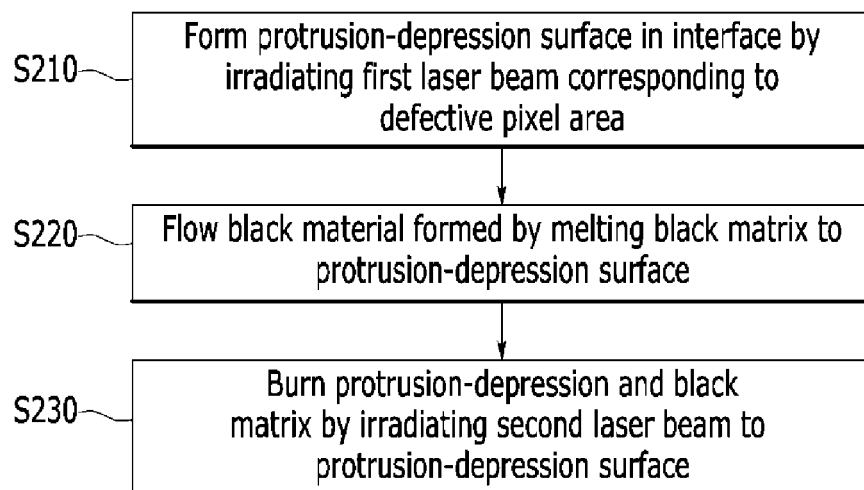 S210
Form protrusion-depression surface in interface by
irradiating first laser beam corresponding to
defective pixel area
S220
Flow black material formed by melting black matrix to
protrusion-depression surface
S230
Burn protrusion-depression and black
matrix by irradiating second laser beam to
protrusion-depression surface